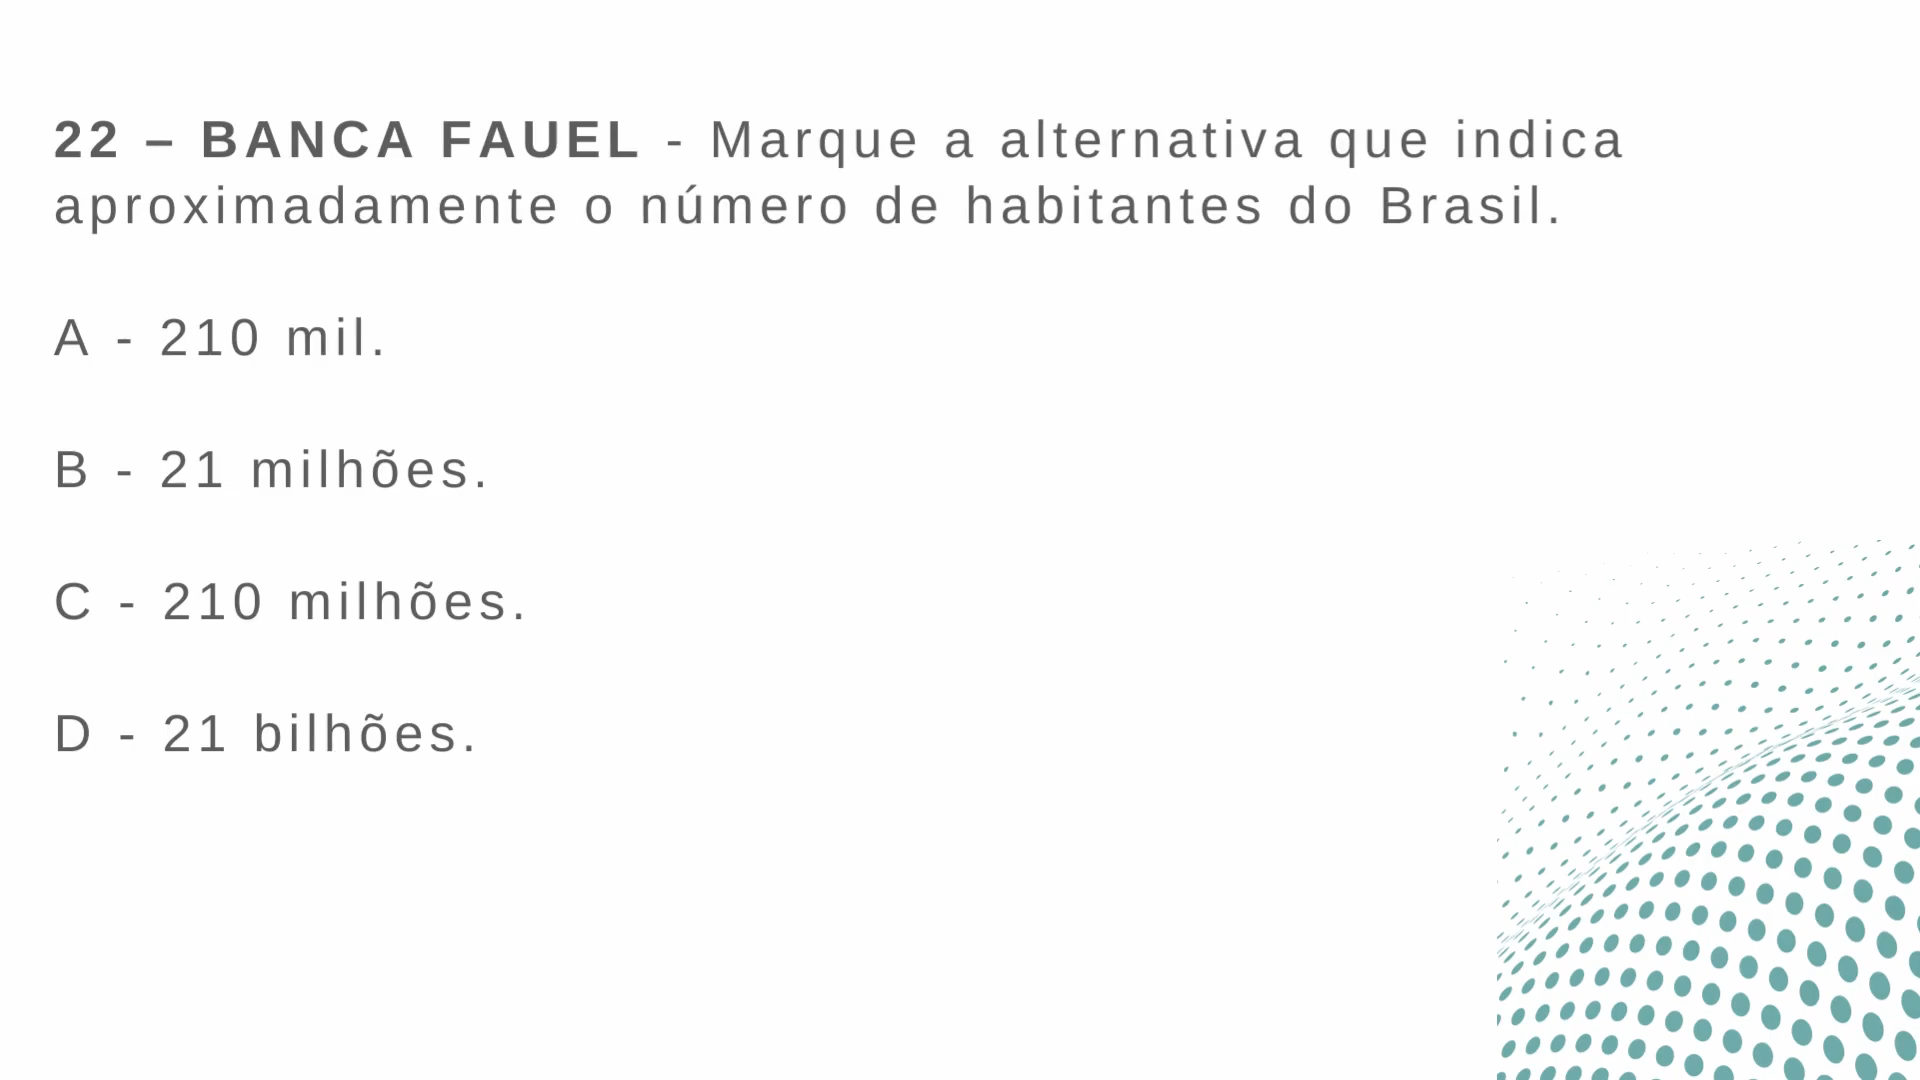 22 – BANCA FAUEL - Marque a alternativa que indica
aproximadamente o número de habitantes do Brasil.
A - 210 mil.
B - 21 milhões.
C - 210 milhões.
D - 21 bilhões.